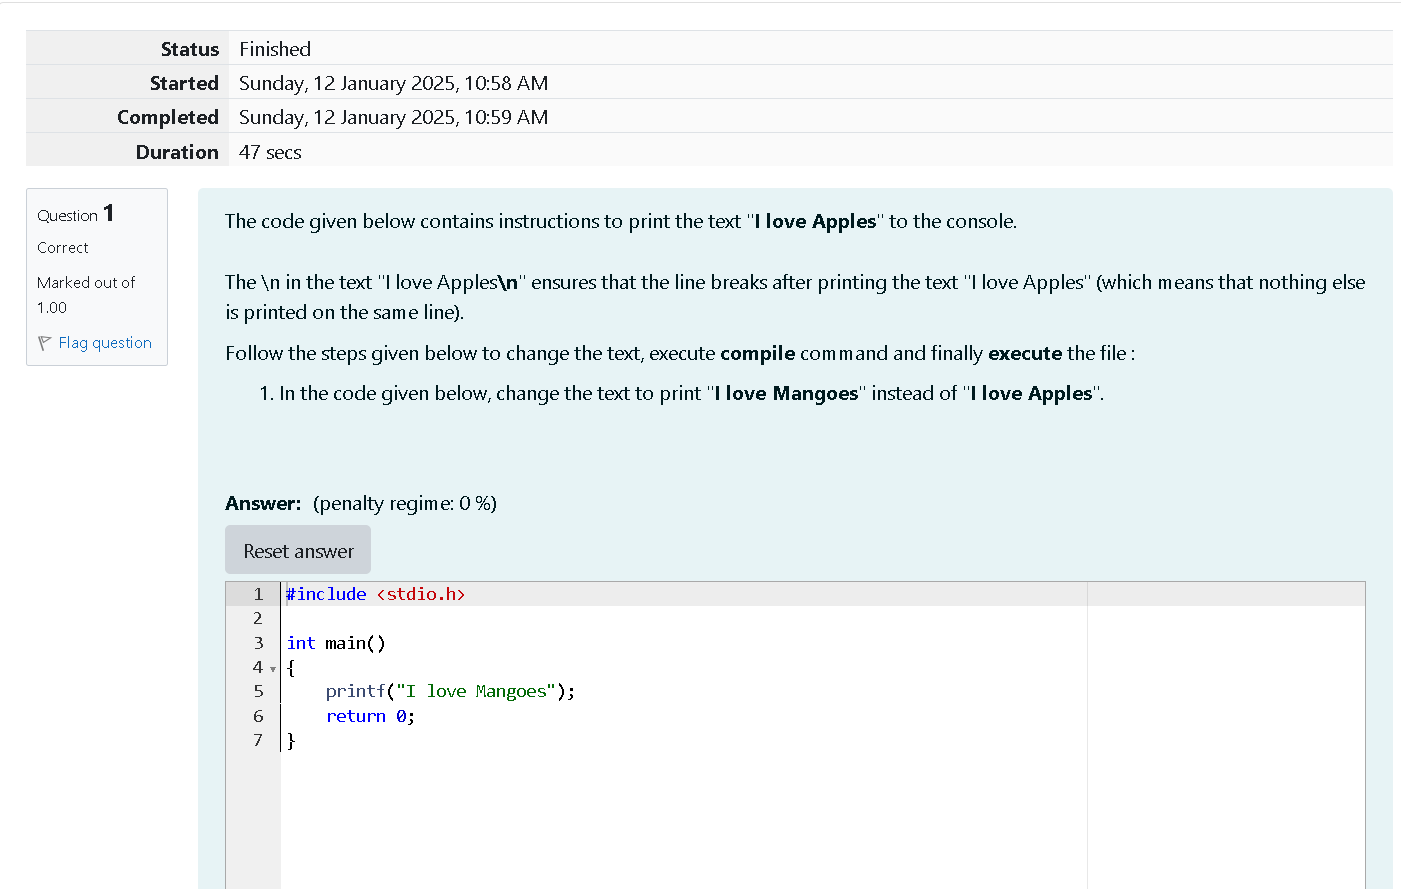 Status Finished
Started Sunday, 12 January 2025, 10:58 AM
Completed Sunday, 12 January 2025, 10:59 AM
Duration 47 secs
Question 1
Correct
Marked out of
1.00
Flag question
The code given below contains instructions to print the text "I love Apples" to the console.
The \n in the text "I love Apples\n" ensures that the line breaks after printing the text "I love Apples" (which means that nothing else
is printed on the same line).
Follow the steps given below to change the text, execute compile command and finally execute the file :
1. In the code given below, change the text to print "I love Mangoes" instead of "I love Apples".
Answer: (penalty regime: 0 %)
Reset answer
1 #include <stdio.h>
2
3 int main()
4 {
5     printf("I love Mangoes");
6     return 0;
7 }